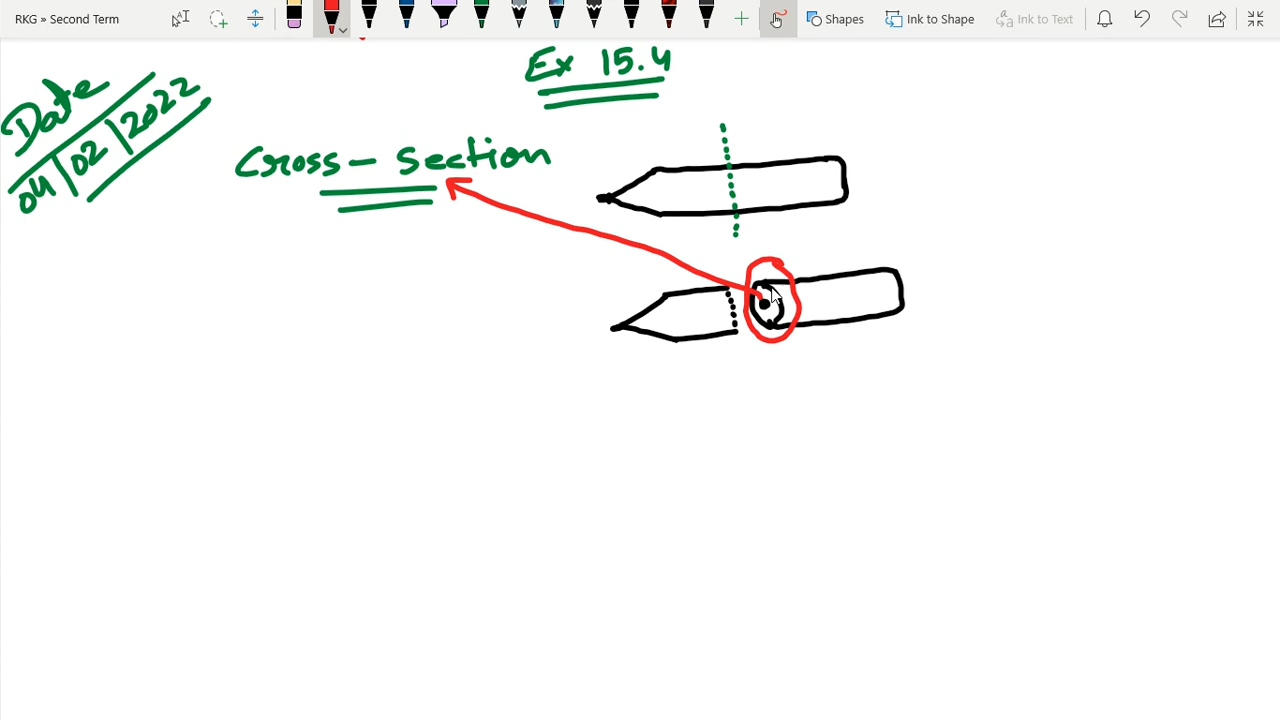 RKG » Second Term
Shapes
Ink to Shape
Ink to Text
Ex 15.4
Date
04/02/2022
Cross-Section